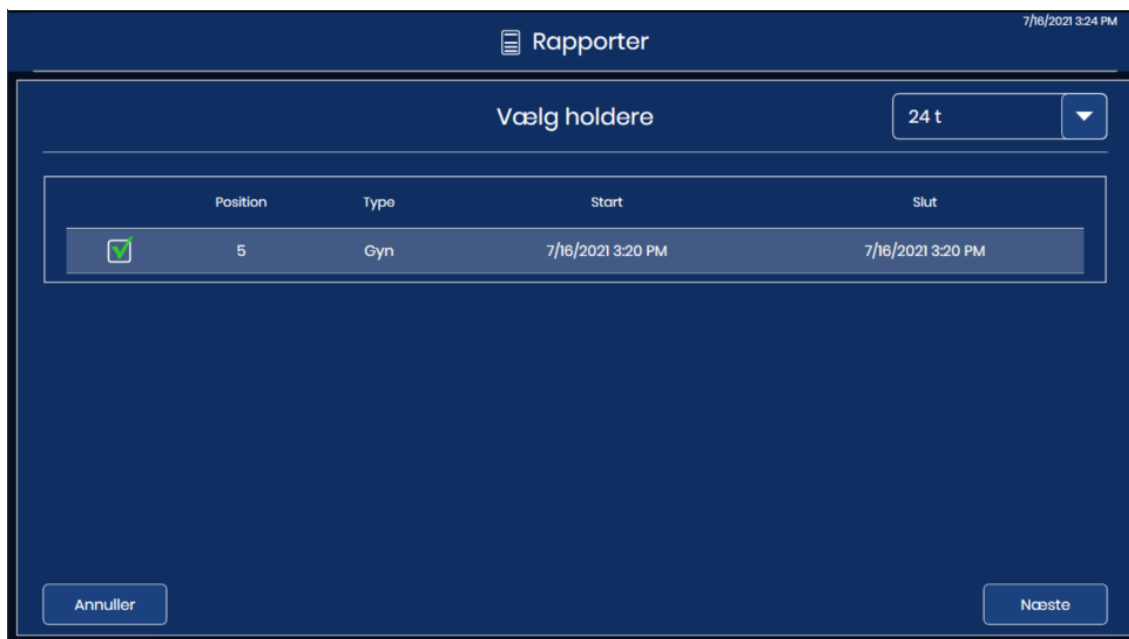 7/16/2021 3:24 PM
Rapporter
Vælg holdere
24 t
Position Type Start Slut
5 Gyn 7/16/2021 3:20 PM 7/16/2021 3:20 PM
Annuller
Næste